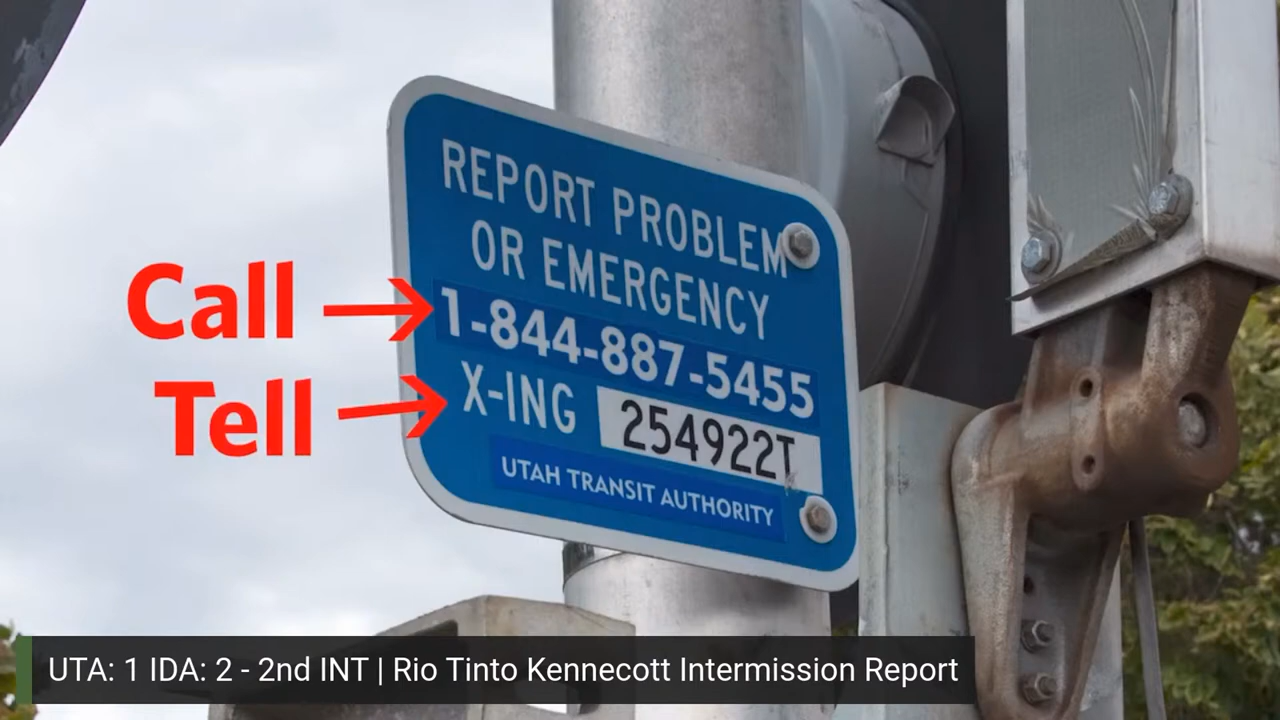 REPORT PROBLEM
OR EMERGENCY
Call → 1-844-887-5455
Tell → X-ING 254922T
UTAH TRANSIT AUTHORITY
UTA: 1 IDA: 2 - 2nd INT | Rio Tinto Kennecott Intermission Report